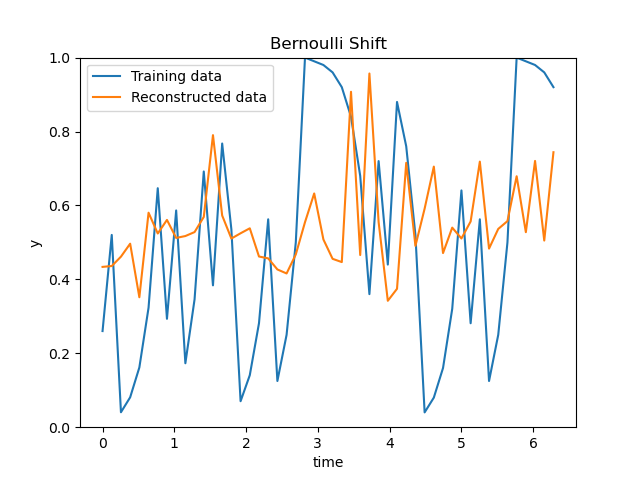 Bernoulli Shift
Training data
Reconstructed data
y
1.0
0.8
0.6
0.4
0.2
0.0
0 1 2 3 4 5 6
time